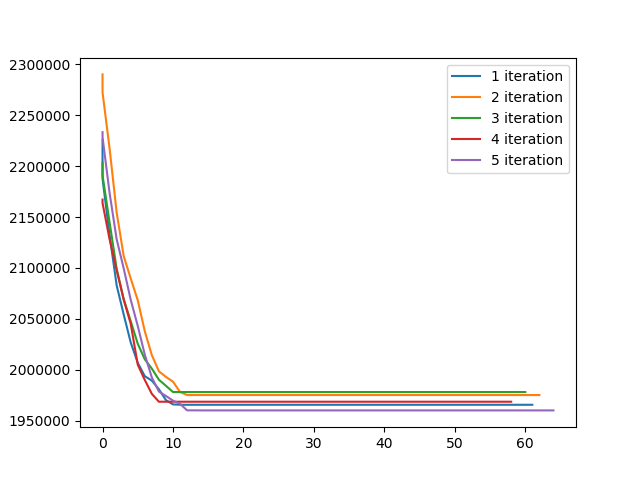 2300000
2250000
2200000
2150000
2100000
2050000
2000000
1950000
0 10 20 30 40 50 60
1 iteration
2 iteration
3 iteration
4 iteration
5 iteration